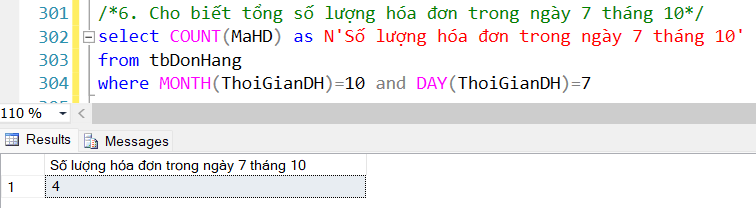 301 /*6. Cho biết tổng số lượng hóa đơn trong ngày 7 tháng 10*/
302 select COUNT(MaHD) as N'Số lượng hóa đơn trong ngày 7 tháng 10'
303 from tbDonHang
304 where MONTH(ThoiGianDH)=10 and DAY(ThoiGianDH)=7
110 %
Results Messages
Số lượng hóa đơn trong ngày 7 tháng 10
1 4